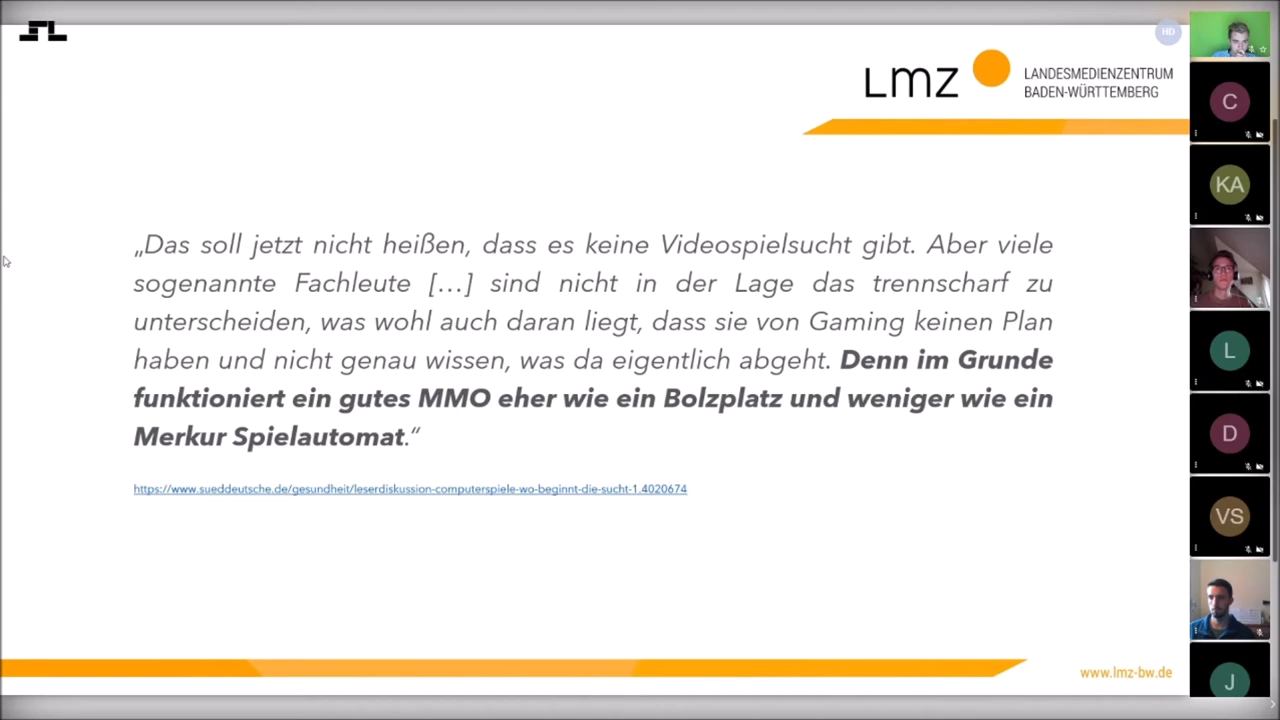 SL
HD
LMZ
LANDESMEDIENZENTRUM
BADEN-WÜRTTEMBERG
„Das soll jetzt nicht heißen, dass es keine Videospielsucht gibt. Aber viele
sogenannte Fachleute […] sind nicht in der Lage das trennscharf zu
unterscheiden, was wohl auch daran liegt, dass sie von Gaming keinen Plan
haben und nicht genau wissen, was da eigentlich abgeht. Denn im Grunde
funktioniert ein gutes MMO eher wie ein Bolzplatz und weniger wie ein
Merkur Spielautomat.“
https://www.sueddeutsche.de/gesundheit/leserdiskussion-computerspiele-wo-beginnt-die-sucht-1.4020674
www.lmz-bw.de
C
KA
L
D
VS
J